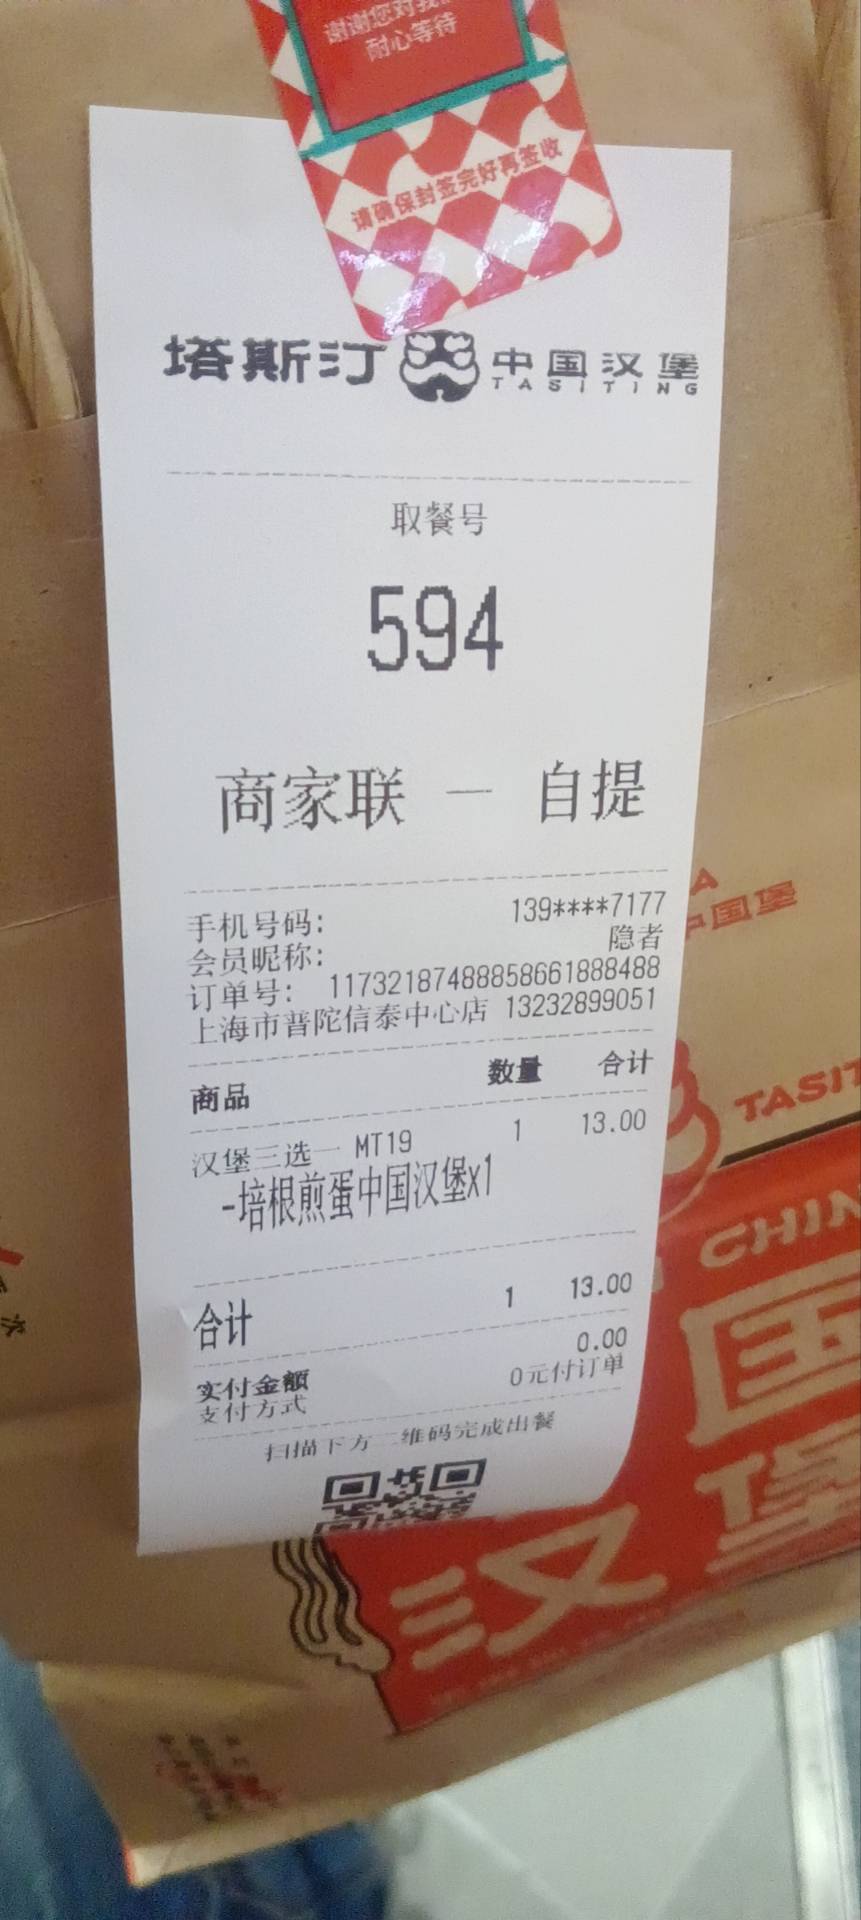 谢谢您对我
耐心等待
请确保封签完好再签收
塔斯汀 中国汉堡
TASITING
取餐号
594
商家联 — 自提
手机号码: 139****7177
会员昵称: 隐者
订单号: 11732187488858661888488
上海市普陀信泰中心店 13232899051
商品 数量 合计
汉堡三选一 MT19 1 13.00
-培根煎蛋中国汉堡x1
合计 1 13.00
实付金额 0.00
支付方式 0元付订单
扫描下方二维码完成出餐
A
中国堡
TASIT
CHIN
国
汉堡